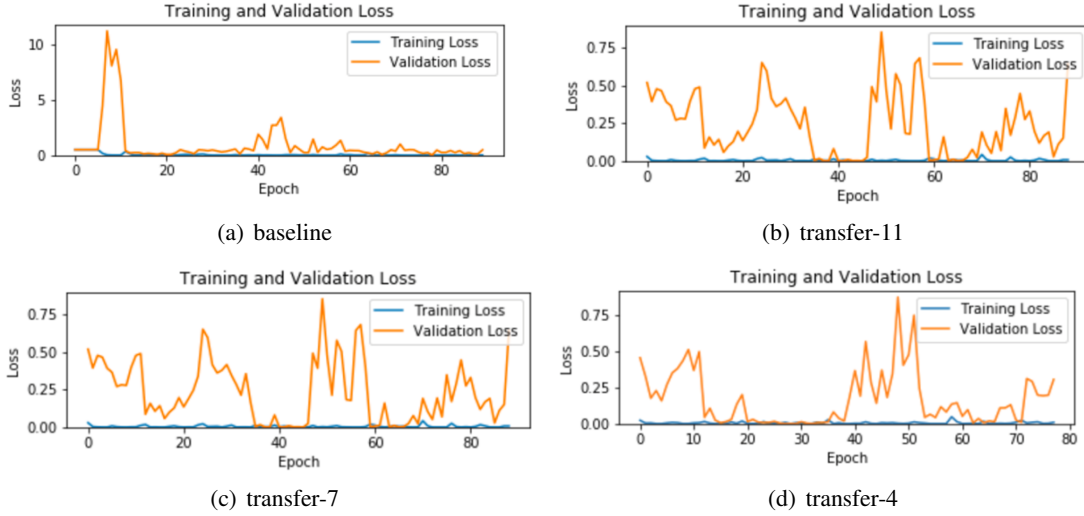 Training and Validation Loss
Training Loss
Validation Loss
10
5
0
Loss
0 20 40 60 80
Epoch
(a) baseline
Training and Validation Loss
Training Loss
Validation Loss
0.75
0.50
0.25
0.00
Loss
0 20 40 60 80
Epoch
(b) transfer-11
Training and Validation Loss
Training Loss
Validation Loss
0.75
0.50
0.25
0.00
Loss
0 20 40 60 80
Epoch
(c) transfer-7
Training and Validation Loss
Training Loss
Validation Loss
0.75
0.50
0.25
0.00
Loss
0 10 20 30 40 50 60 70 80
Epoch
(d) transfer-4